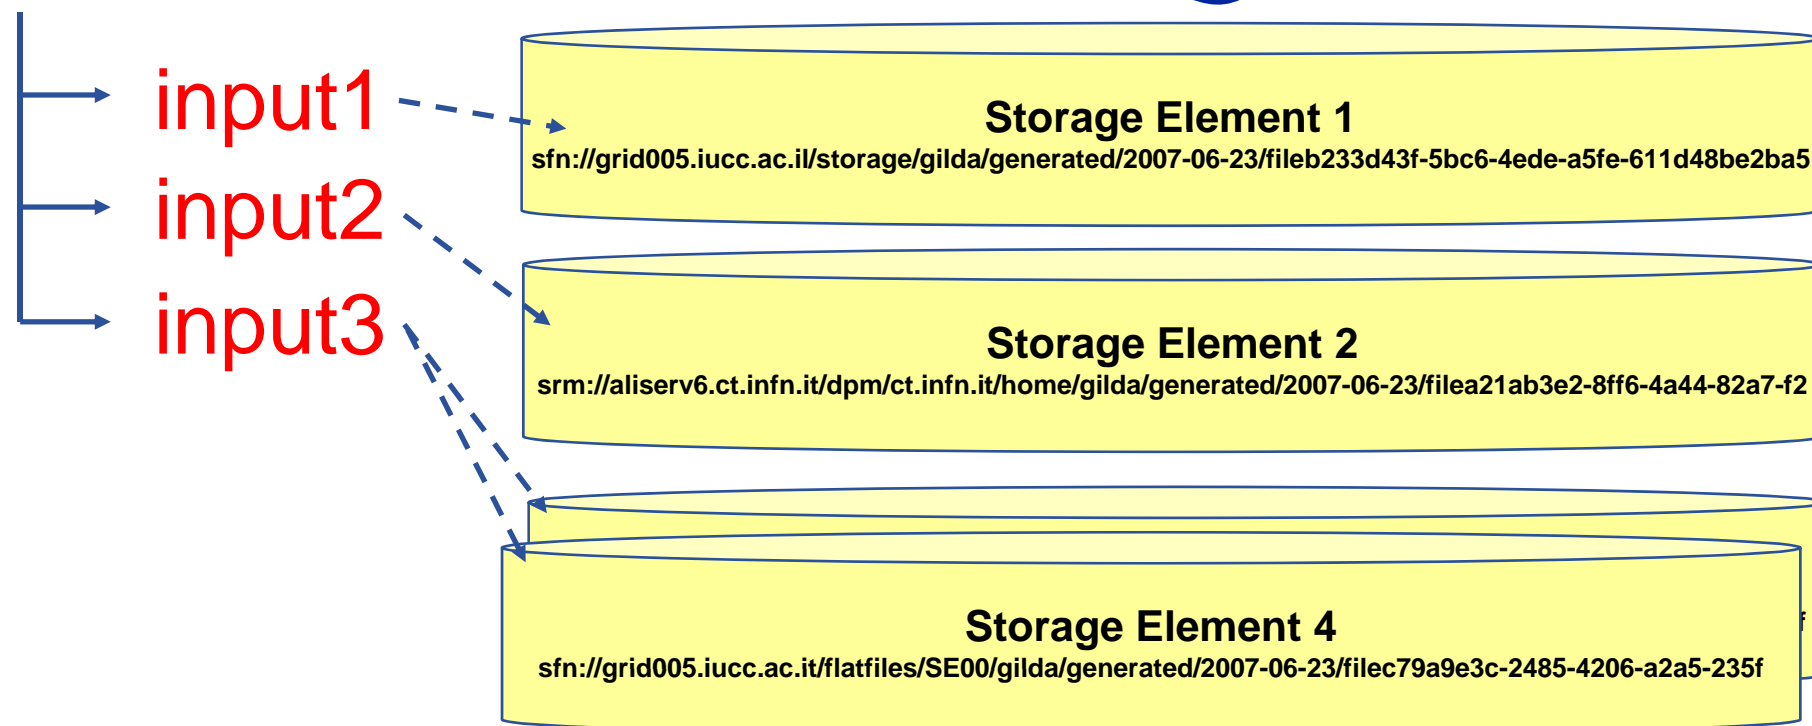 input1
Storage Element 1
sfn://grid005.iucc.ac.il/storage/gilda/generated/2007-06-23/fileb233d43f-5bc6-4ede-a5fe-611d48be2ba5
input2
input3
Storage Element 2
srm://aliserv6.ct.infn.it/dpm/ct.infn.it/home/gilda/generated/2007-06-23/filea21ab3e2-8ff6-4a44-82a7-f2
Storage Element 4
sfn://grid005.iucc.ac.it/flatfiles/SE00/gilda/generated/2007-06-23/filec79a9e3c-2485-4206-a2a5-235f